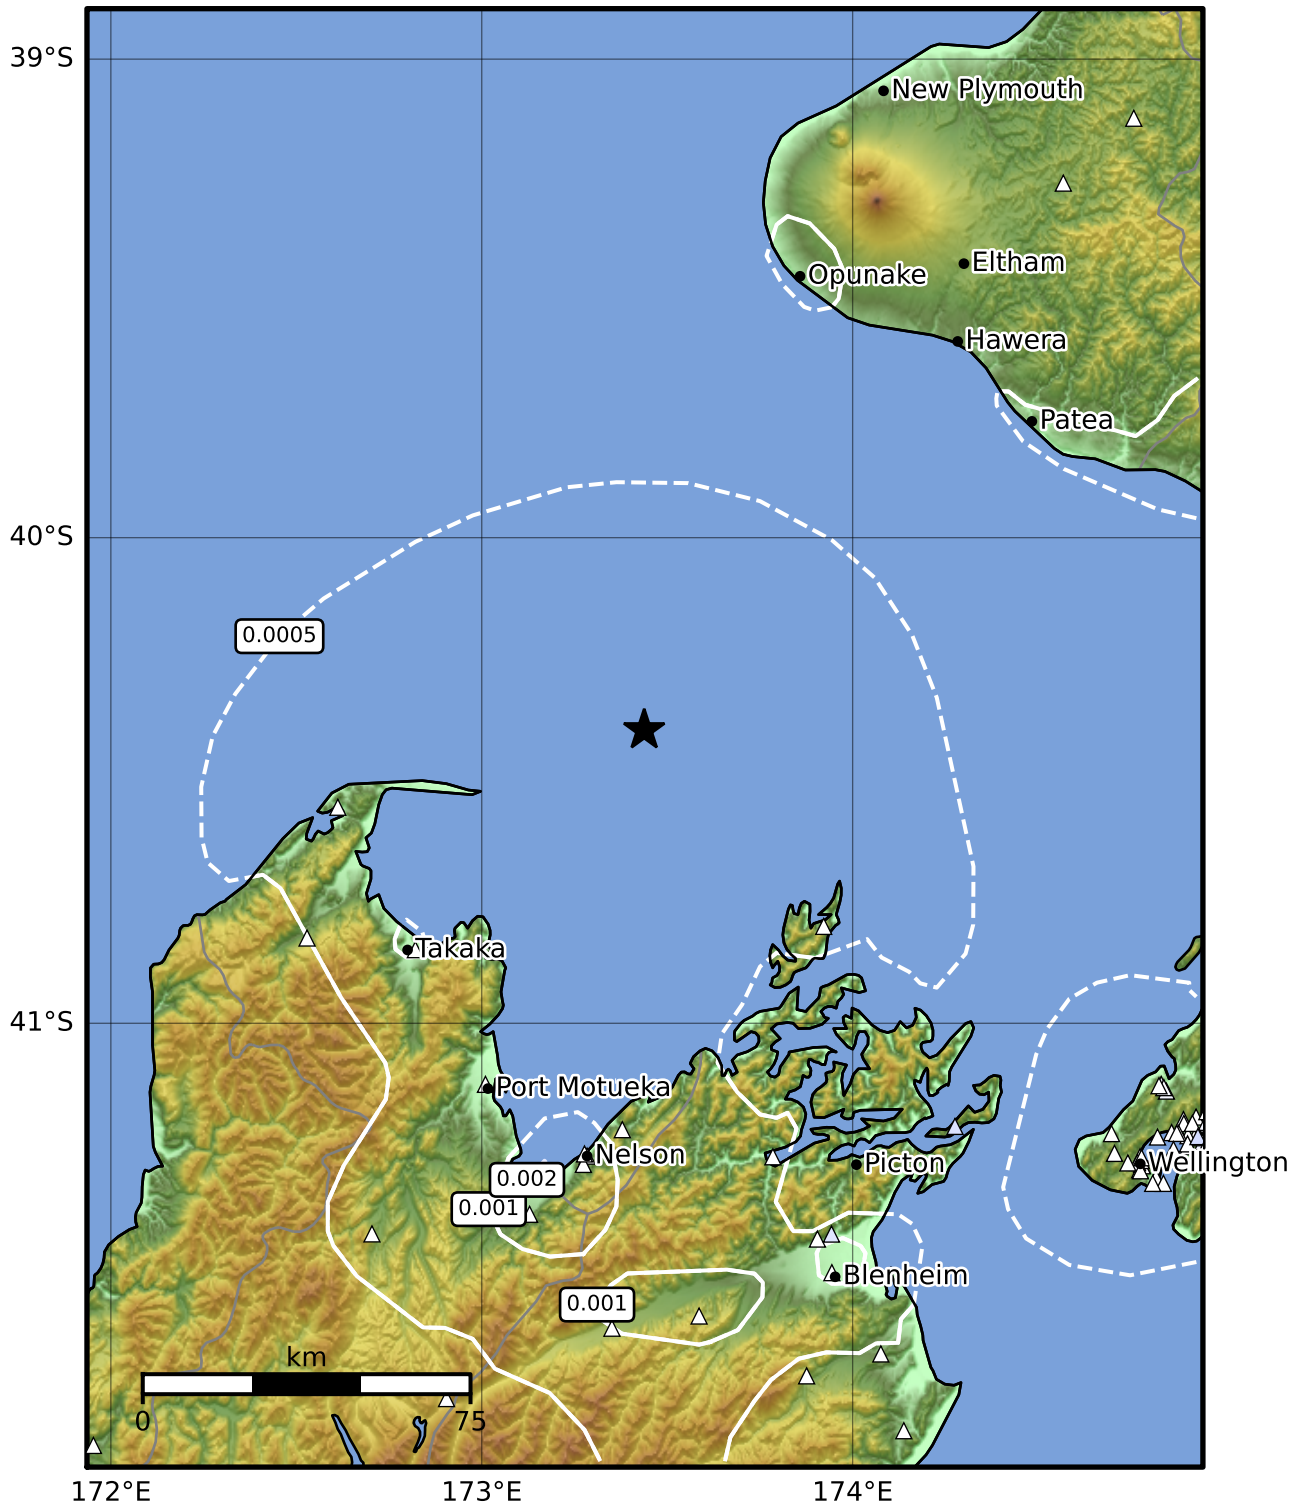 39°S
New Plymouth
Eltham
Opunake
Hawera
Patea
40°S
0.0005
Takaka
41°S
Port Motueka
Nelson
Picton
Wellington
0.002
0.001
Blenheim
0.001
km
0 75
172°E 173°E 174°E